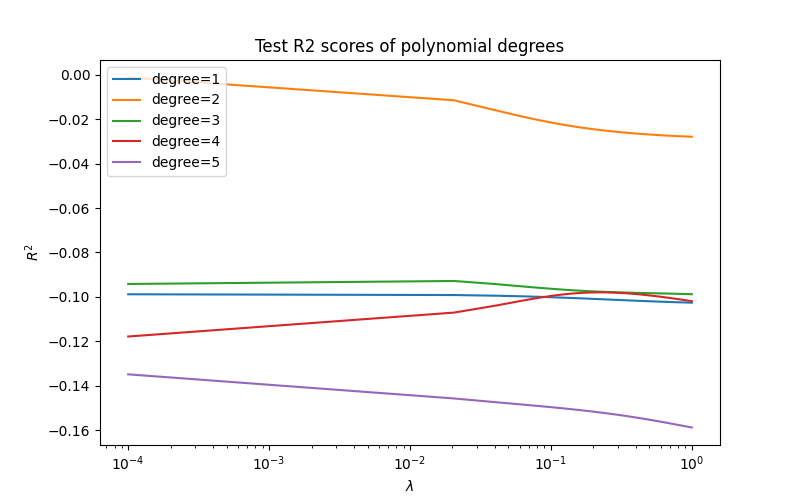 Test R2 scores of polynomial degrees
0.00
−0.02
−0.04
−0.06
−0.08
−0.10
−0.12
−0.14
−0.16
R²
degree=1
degree=2
degree=3
degree=4
degree=5
10⁻⁴ 10⁻³ 10⁻² 10⁻¹ 10⁰
λ